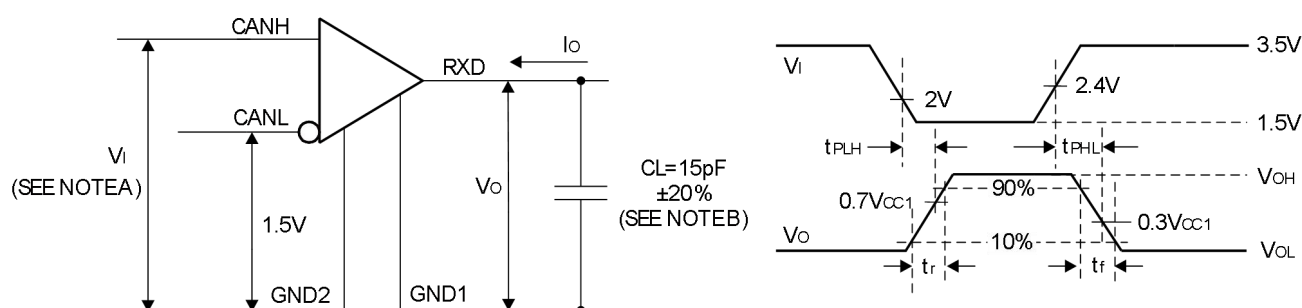 CANH
IO
RXD
CANL
VI
(SEE NOTEA)
1.5V
VO
CL=15pF
±20%
(SEE NOTEB)
GND2
GND1
VI
3.5V
2V
2.4V
1.5V
tPLH
tPHL
VOH
90%
0.7VCC1
0.3VCC1
VO
10%
VOL
tr
tf